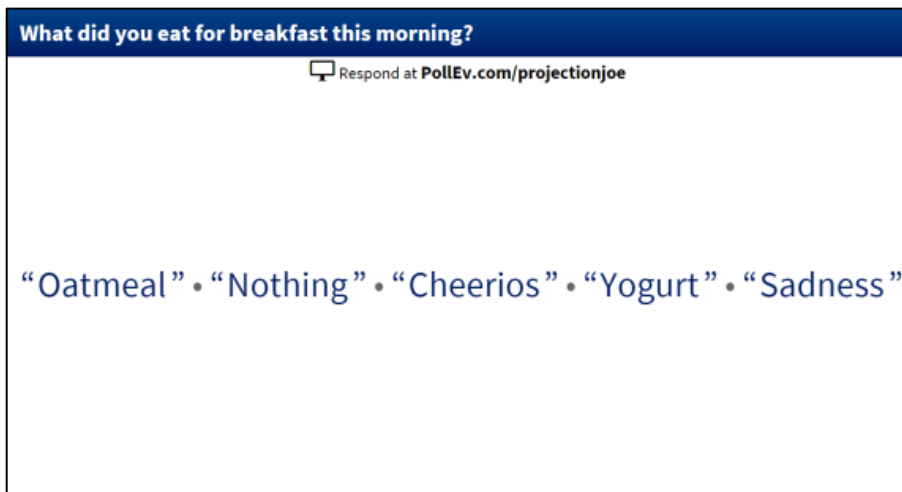 What did you eat for breakfast this morning?
Respond at PollEv.com/projectionjoe
“Oatmeal” • “Nothing” • “Cheerios” • “Yogurt” • “Sadness”